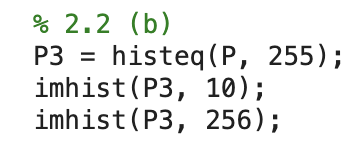 % 2.2 (b)
P3 = histeq(P, 255);
imhist(P3, 10);
imhist(P3, 256);